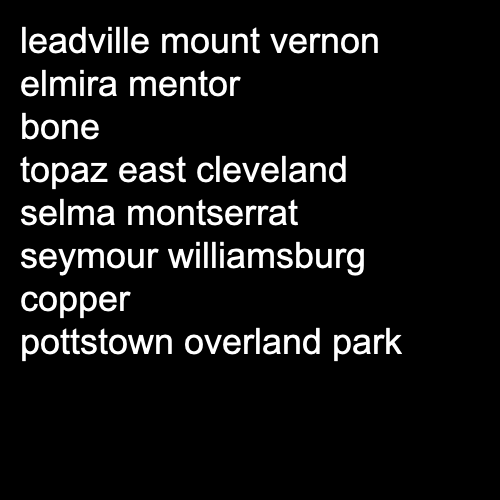 leadville mount vernon
elmira mentor
bone
topaz east cleveland
selma montserrat
seymour williamsburg
copper
pottstown overland park